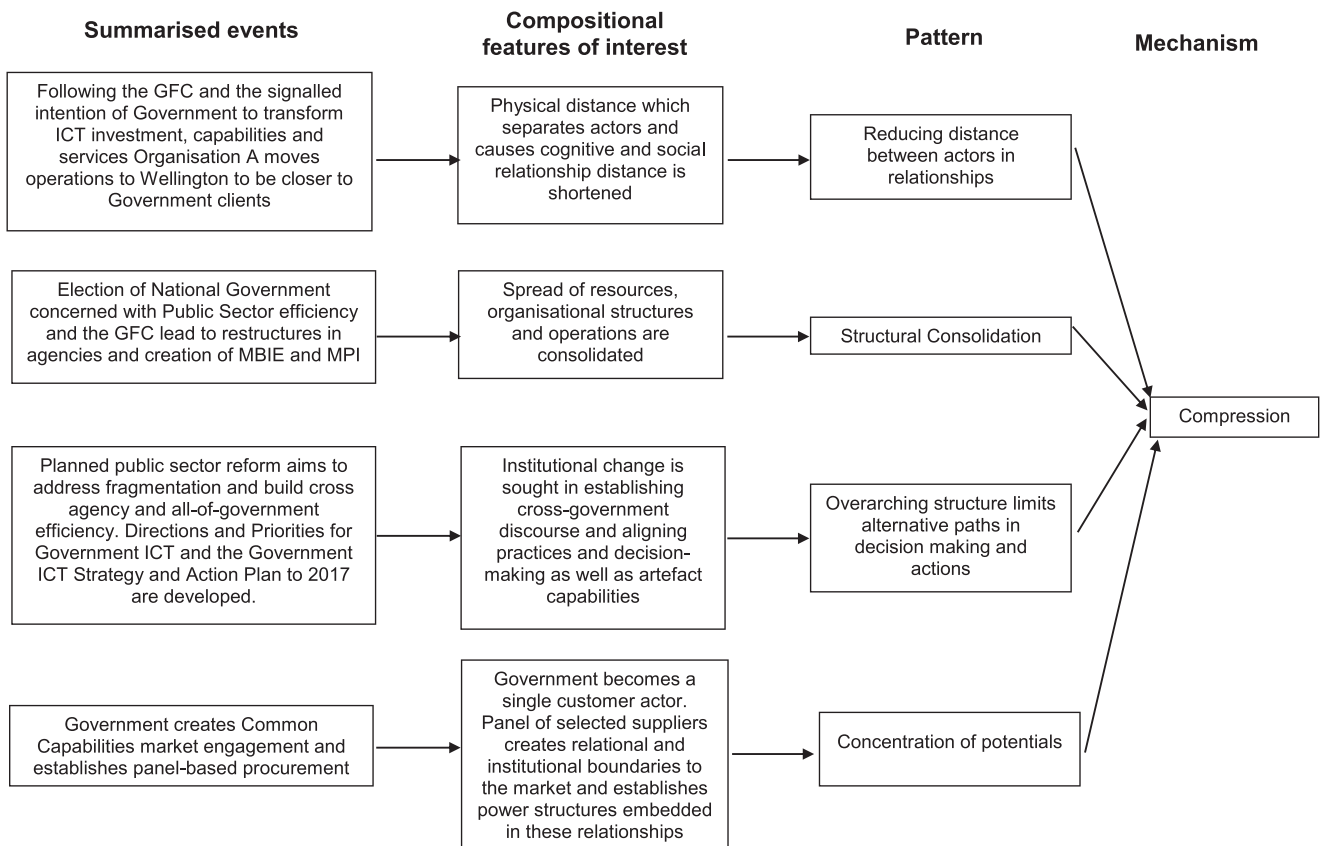 Summarised events
Compositional
features of interest
Pattern
Mechanism
Following the GFC and the signalled
intention of Government to transform
ICT investment, capabilities and
services Organisation A moves
operations to Wellington to be closer to
Government clients
Physical distance which
separates actors and
causes cognitive and social
relationship distance is
shortened
Reducing distance
between actors in
relationships
Election of National Government
concerned with Public Sector efficiency
and the GFC lead to restructures in
agencies and creation of MBIE and MPI
Spread of resources,
organisational structures
and operations are
consolidated
Structural Consolidation
Compression
Planned public sector reform aims to
address fragmentation and build cross
agency and all-of-government
efficiency. Directions and Priorities for
Government ICT and the Government
ICT Strategy and Action Plan to 2017
are developed.
Institutional change is
sought in establishing
cross-government
discourse and aligning
practices and decision-
making as well as artefact
capabilities
Overarching structure limits
alternative paths in
decision making and
actions
Government creates Common
Capabilities market engagement and
establishes panel-based procurement
Government becomes a
single customer actor.
Panel of selected suppliers
creates relational and
institutional boundaries to
the market and establishes
power structures embedded
in these relationships
Concentration of potentials